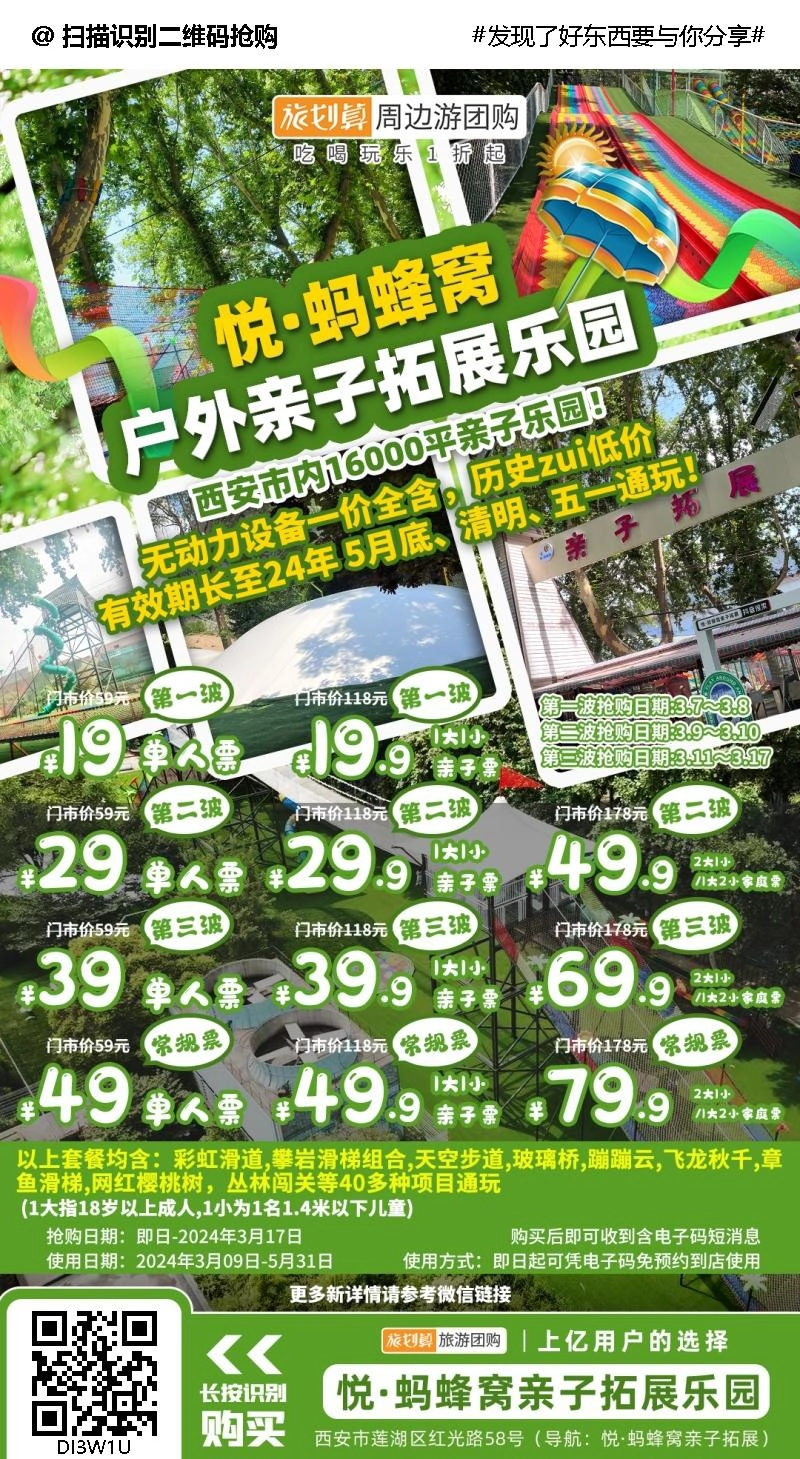 @ 扫描识别二维码抢购
#发现了好东西要与你分享#
旅划算 周边游团购
吃喝玩乐1折起
悦·蚂蜂窝
户外亲子拓展乐园
西安市内16000平亲子乐园！
无动力设备一价全含，历史zui低价
有效期长至24年 5月底、清明、五一通玩！
亲子拓展
门市价59元 第一波
¥19 单人票
门市价118元 第一波
¥19.9 1大1小亲子票
第一波抢购日期:3.7～3.8
第二波抢购日期:3.9～3.10
第三波抢购日期:3.11～3.17
门市价59元 第二波
¥29 单人票
门市价118元 第二波
¥29.9 1大1小亲子票
门市价178元 第二波
¥49.9 2大1小/1大2小家庭票
门市价59元 第三波
¥39 单人票
门市价118元 第三波
¥39.9 1大1小亲子票
门市价178元 第三波
¥69.9 2大1小/1大2小家庭票
门市价59元 常规票
¥49 单人票
门市价118元 常规票
¥49.9 1大1小亲子票
门市价178元 常规票
¥79.9 2大1小/1大2小家庭票
以上套餐均含：彩虹滑道,攀岩滑梯组合,天空步道,玻璃桥,蹦蹦云,飞龙秋千,章
鱼滑梯,网红樱桃树，丛林闯关等40多种项目通玩
(1大指18岁以上成人,1小为1名1.4米以下儿童)
抢购日期：即日-2024年3月17日
购买后即可收到含电子码短消息
使用日期：2024年3月09日-5月31日
使用方式：即日起可凭电子码免预约到店使用
更多新详情请参考微信链接
DI3W1U
长按识别
购买
旅划算 旅游团购 | 上亿用户的选择
悦·蚂蜂窝亲子拓展乐园
西安市莲湖区红光路58号（导航：悦·蚂蜂窝亲子拓展）